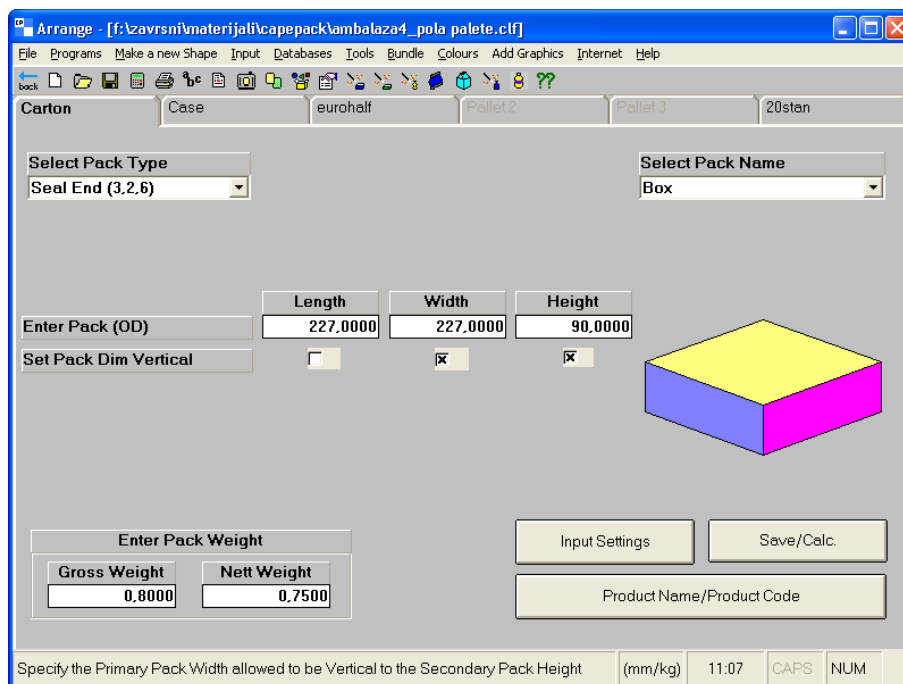 Arrange - [f:\zavrsni\materijali\capepack\ambalaza4_pola palete.clf]
File Programs Make a new Shape Input Databases Tools Bundle Colours Add Graphics Internet Help
back abc ??
Carton Case eurohalf Pallet 2 Pallet 3 20stan
Select Pack Type Select Pack Name
Seal End (3,2,6) Box
Length Width Height
Enter Pack (OD) 227,0000 227,0000 90,0000
Set Pack Dim Vertical
Enter Pack Weight
Input Settings Save/Calc.
Gross Weight Nett Weight
0,8000 0,7500
Product Name/Product Code
Specify the Primary Pack Width allowed to be Vertical to the Secondary Pack Height (mm/kg) 11:07 CAPS NUM